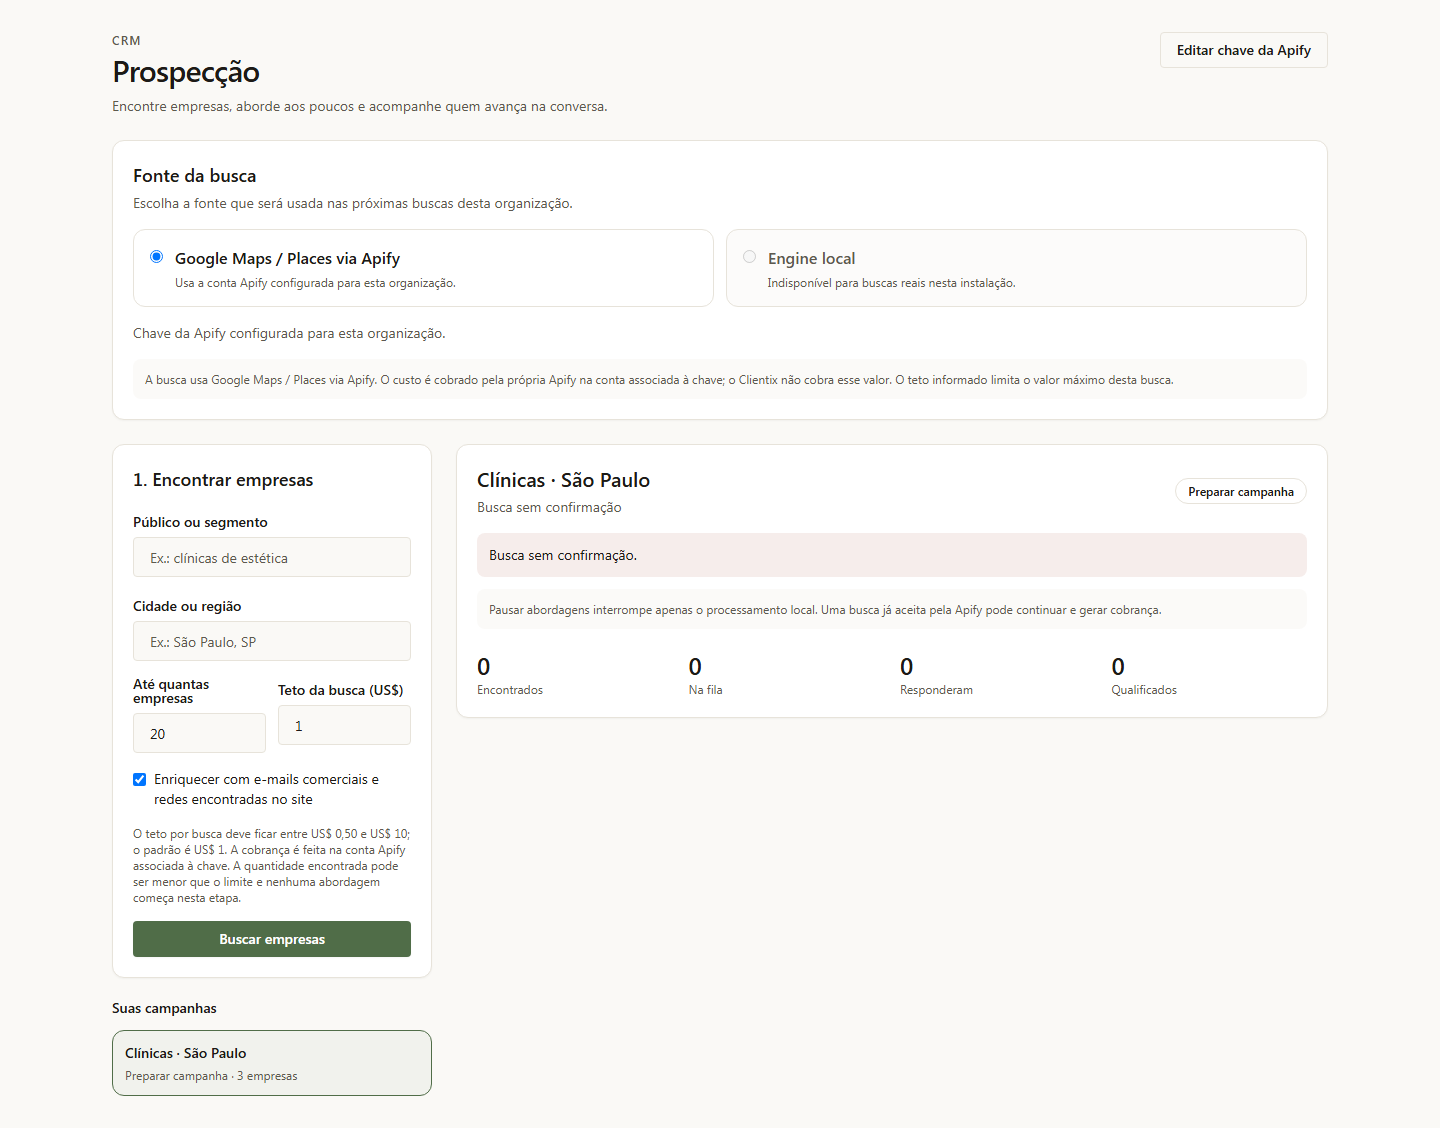 CRM
Prospecção
Encontre empresas, aborde aos poucos e acompanhe quem avança na conversa.
Editar chave da Apify
Fonte da busca
Escolha a fonte que será usada nas próximas buscas desta organização.
Google Maps / Places via Apify
Usa a conta Apify configurada para esta organização.
Engine local
Indisponível para buscas reais nesta instalação.
Chave da Apify configurada para esta organização.
A busca usa Google Maps / Places via Apify. O custo é cobrado pela própria Apify na conta associada à chave; o Clientix não cobra esse valor. O teto informado limita o valor máximo desta busca.
1. Encontrar empresas
Público ou segmento
Ex.: clínicas de estética
Cidade ou região
Ex.: São Paulo, SP
Até quantas
empresas
20
Teto da busca (US$)
1
Enriquecer com e-mails comerciais e
redes encontradas no site
O teto por busca deve ficar entre US$ 0,50 e US$ 10;
o padrão é US$ 1. A cobrança é feita na conta Apify
associada à chave. A quantidade encontrada pode
ser menor que o limite e nenhuma abordagem
começa nesta etapa.
Buscar empresas
Suas campanhas
Clínicas · São Paulo
Preparar campanha · 3 empresas
Clínicas · São Paulo
Busca sem confirmação
Preparar campanha
Busca sem confirmação.
Pausar abordagens interrompe apenas o processamento local. Uma busca já aceita pela Apify pode continuar e gerar cobrança.
0
Encontrados
0
Na fila
0
Responderam
0
Qualificados